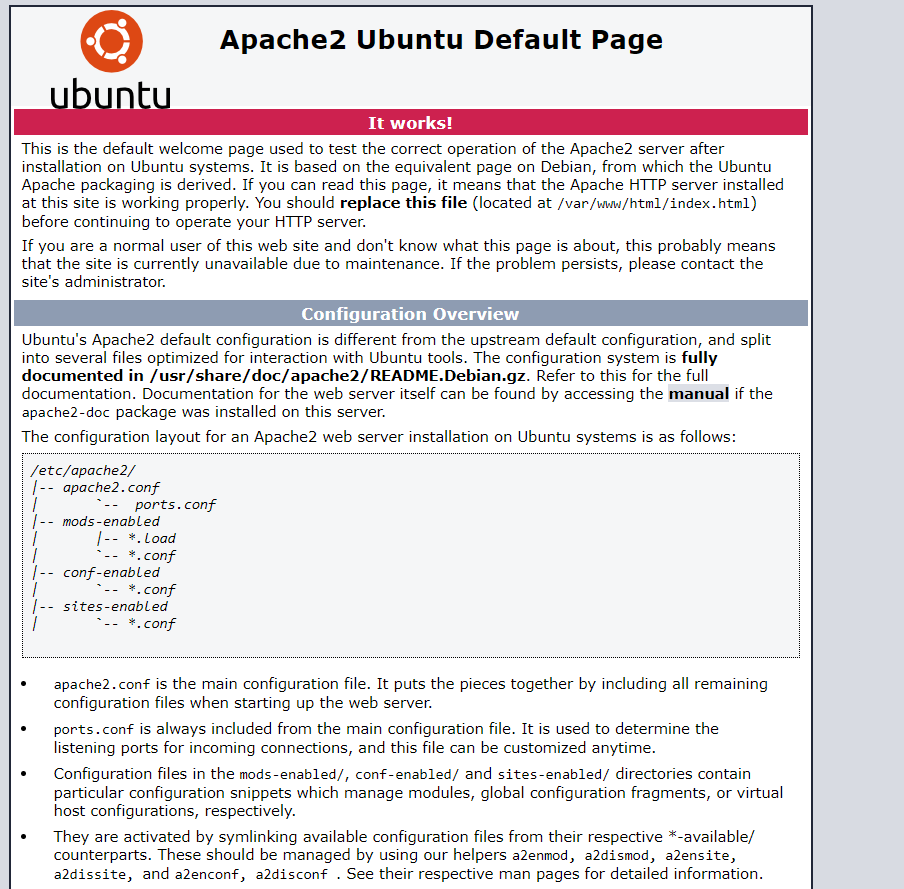 ubuntu
Apache2 Ubuntu Default Page
It works!
This is the default welcome page used to test the correct operation of the Apache2 server after
installation on Ubuntu systems. It is based on the equivalent page on Debian, from which the Ubuntu
Apache packaging is derived. If you can read this page, it means that the Apache HTTP server installed
at this site is working properly. You should replace this file (located at /var/www/html/index.html)
before continuing to operate your HTTP server.
If you are a normal user of this web site and don't know what this page is about, this probably means
that the site is currently unavailable due to maintenance. If the problem persists, please contact the
site's administrator.
Configuration Overview
Ubuntu's Apache2 default configuration is different from the upstream default configuration, and split
into several files optimized for interaction with Ubuntu tools. The configuration system is fully
documented in /usr/share/doc/apache2/README.Debian.gz. Refer to this for the full
documentation. Documentation for the web server itself can be found by accessing the manual if the
apache2-doc package was installed on this server.
The configuration layout for an Apache2 web server installation on Ubuntu systems is as follows:
/etc/apache2/
|-- apache2.conf
|       `--  ports.conf
|-- mods-enabled
|       |-- *.load
|       `-- *.conf
|-- conf-enabled
|       `-- *.conf
|-- sites-enabled
|       `-- *.conf
• apache2.conf is the main configuration file. It puts the pieces together by including all remaining
configuration files when starting up the web server.
• ports.conf is always included from the main configuration file. It is used to determine the
listening ports for incoming connections, and this file can be customized anytime.
• Configuration files in the mods-enabled/, conf-enabled/ and sites-enabled/ directories contain
particular configuration snippets which manage modules, global configuration fragments, or virtual
host configurations, respectively.
• They are activated by symlinking available configuration files from their respective *-available/
counterparts. These should be managed by using our helpers a2enmod, a2dismod, a2ensite,
a2dissite, and a2enconf, a2disconf . See their respective man pages for detailed information.